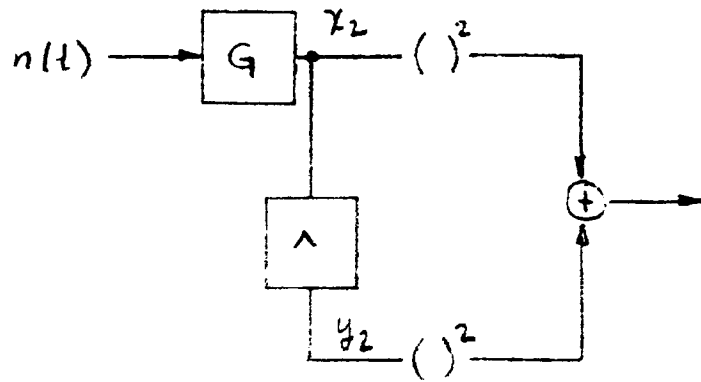 n(t)
G
x₂
( )²
+
^
y₂
( )²